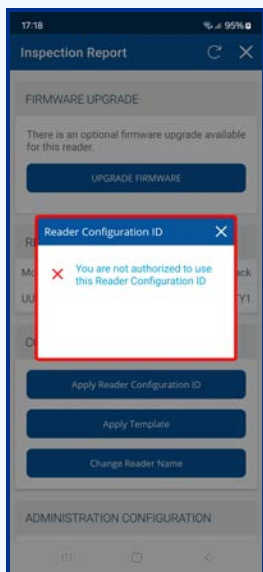 17:18
95%
Inspection Report
FIRMWARE UPGRADE
There is an optional firmware upgrade available
for this reader.
UPGRADE FIRMWARE
Reader Configuration ID
You are not authorized to use
this Reader Configuration ID
Apply Reader Configuration ID
Apply Template
Change Reader Name
ADMINISTRATION CONFIGURATION